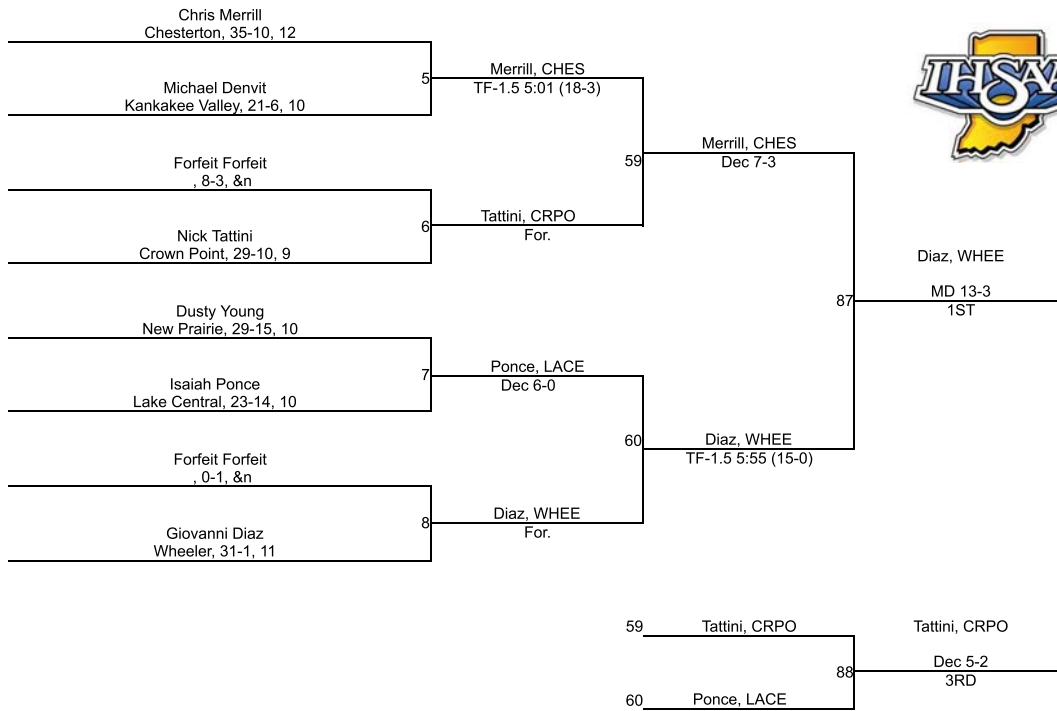 Chris Merrill
Chesterton, 35-10, 12
5
Merrill, CHES
TF-1.5 5:01 (18-3)
Michael Denvit
Kankakee Valley, 21-6, 10
59
Merrill, CHES
Dec 7-3
Forfeit Forfeit
, 8-3, &n
6
Tattini, CRPO
For.
Nick Tattini
Crown Point, 29-10, 9
87
Diaz, WHEE
MD 13-3
1ST
Dusty Young
New Prairie, 29-15, 10
7
Ponce, LACE
Dec 6-0
Isaiah Ponce
Lake Central, 23-14, 10
60
Diaz, WHEE
TF-1.5 5:55 (15-0)
Forfeit Forfeit
, 0-1, &n
8
Diaz, WHEE
For.
Giovanni Diaz
Wheeler, 31-1, 11
59
Tattini, CRPO
88
Tattini, CRPO
Dec 5-2
3RD
60
Ponce, LACE
IHSAA